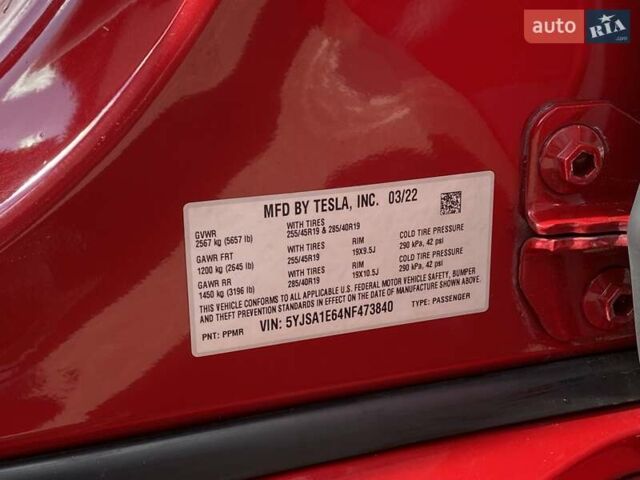 auto RIA.com
MFD BY TESLA, INC. 03/22
GVWR WITH TIRES
2567 kg (5657 lb) 255/45R19 & 285/40R19
GAWR FRT WITH TIRES RIM COLD TIRE PRESSURE
1200 kg (2645 lb) 255/45R19 19X9.5J 290 kPa, 42 psi
GAWR RR WITH TIRES RIM COLD TIRE PRESSURE
1450 kg (3196 lb) 285/40R19 19X10.5J 290 kPa, 42 psi
THIS VEHICLE CONFORMS TO ALL APPLICABLE U.S. FEDERAL MOTOR VEHICLE SAFETY, BUMPER
AND THEFT PREVENTION STANDARDS IN EFFECT ON THE DATE OF MANUFACTURE SHOWN ABOVE.
PNT: PPMR VIN: 5YJSA1E64NF473840 TYPE: PASSENGER